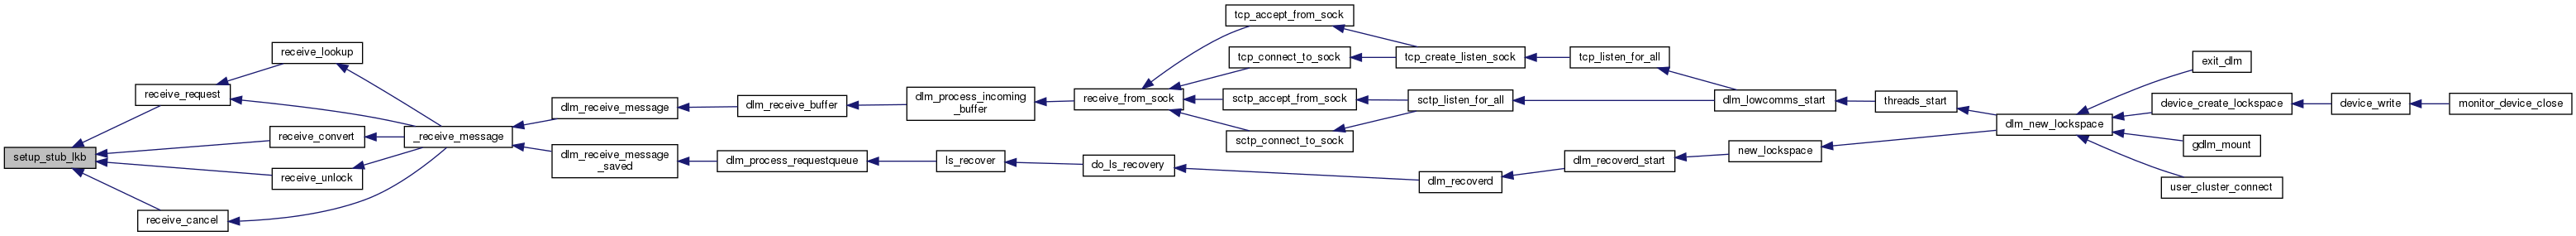 setup_stub_lkb
receive_request
receive_cancel
receive_lookup
receive_convert
receive_unlock
_receive_message
dlm_receive_message
dlm_receive_message
_saved
dlm_receive_buffer
dlm_process_requestqueue
dlm_process_incoming
_buffer
ls_recover
receive_from_sock
do_ls_recovery
tcp_accept_from_sock
tcp_connect_to_sock
sctp_accept_from_sock
sctp_connect_to_sock
tcp_create_listen_sock
sctp_listen_for_all
dlm_recoverd
tcp_listen_for_all
dlm_recoverd_start
dlm_lowcomms_start
new_lockspace
threads_start
dlm_new_lockspace
exit_dlm
device_create_lockspace
gdlm_mount
user_cluster_connect
device_write
monitor_device_close